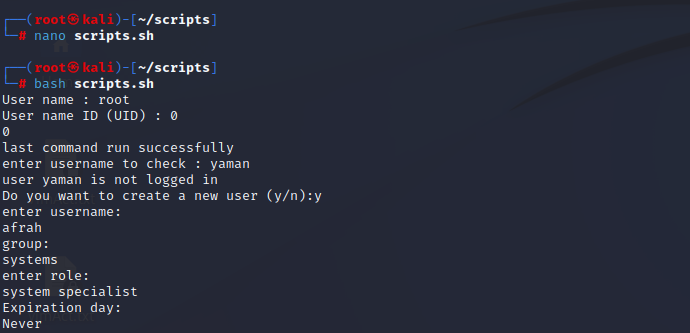 ┌──(root㉿kali)-[~/scripts]
└─# nano scripts.sh
┌──(root㉿kali)-[~/scripts]
└─# bash scripts.sh
User name : root
User name ID (UID) : 0
0
last command run successfully
enter username to check : yaman
user yaman is not logged in
Do you want to create a new user (y/n):y
enter username:
afrah
group:
systems
enter role:
system specialist
Expiration day:
Never